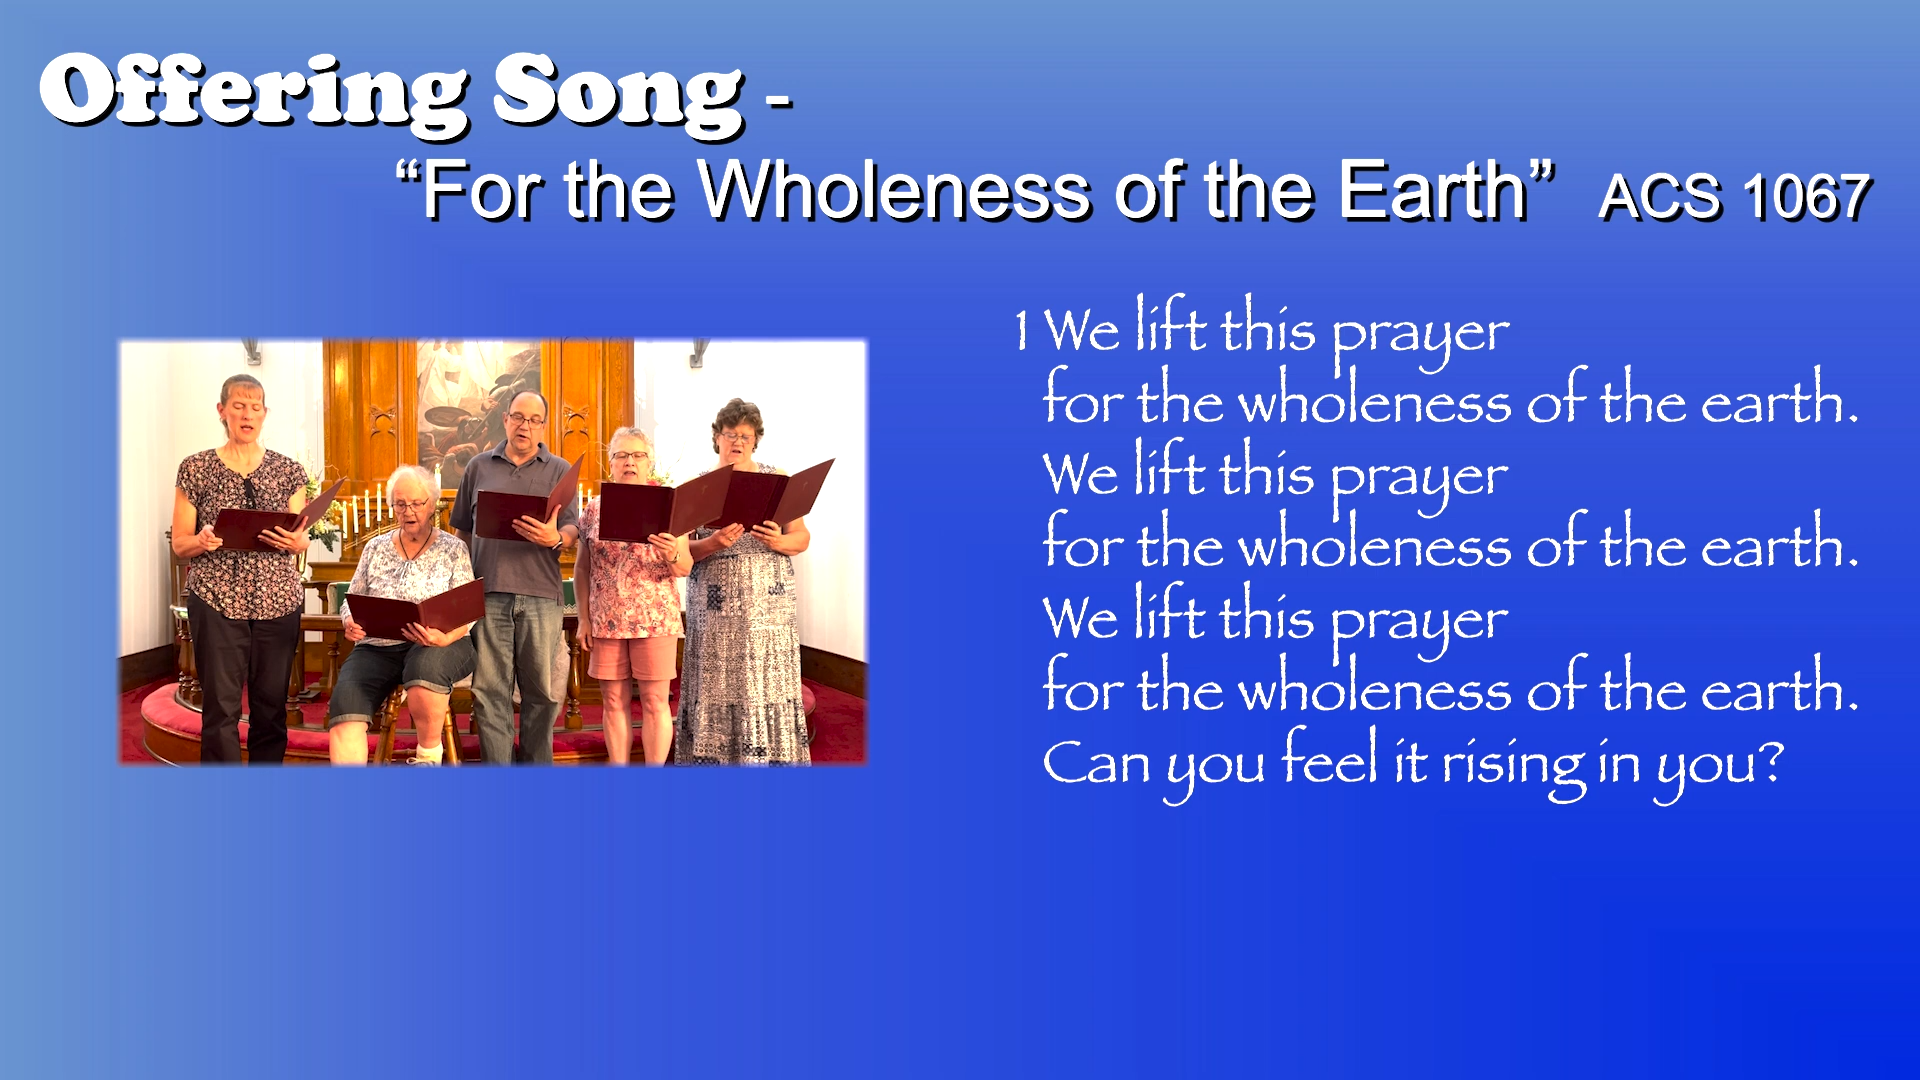 Offering Song -
“For the Wholeness of the Earth” ACS 1067
1 We lift this prayer
for the wholeness of the earth.
We lift this prayer
for the wholeness of the earth.
We lift this prayer
for the wholeness of the earth.
Can you feel it rising in you?